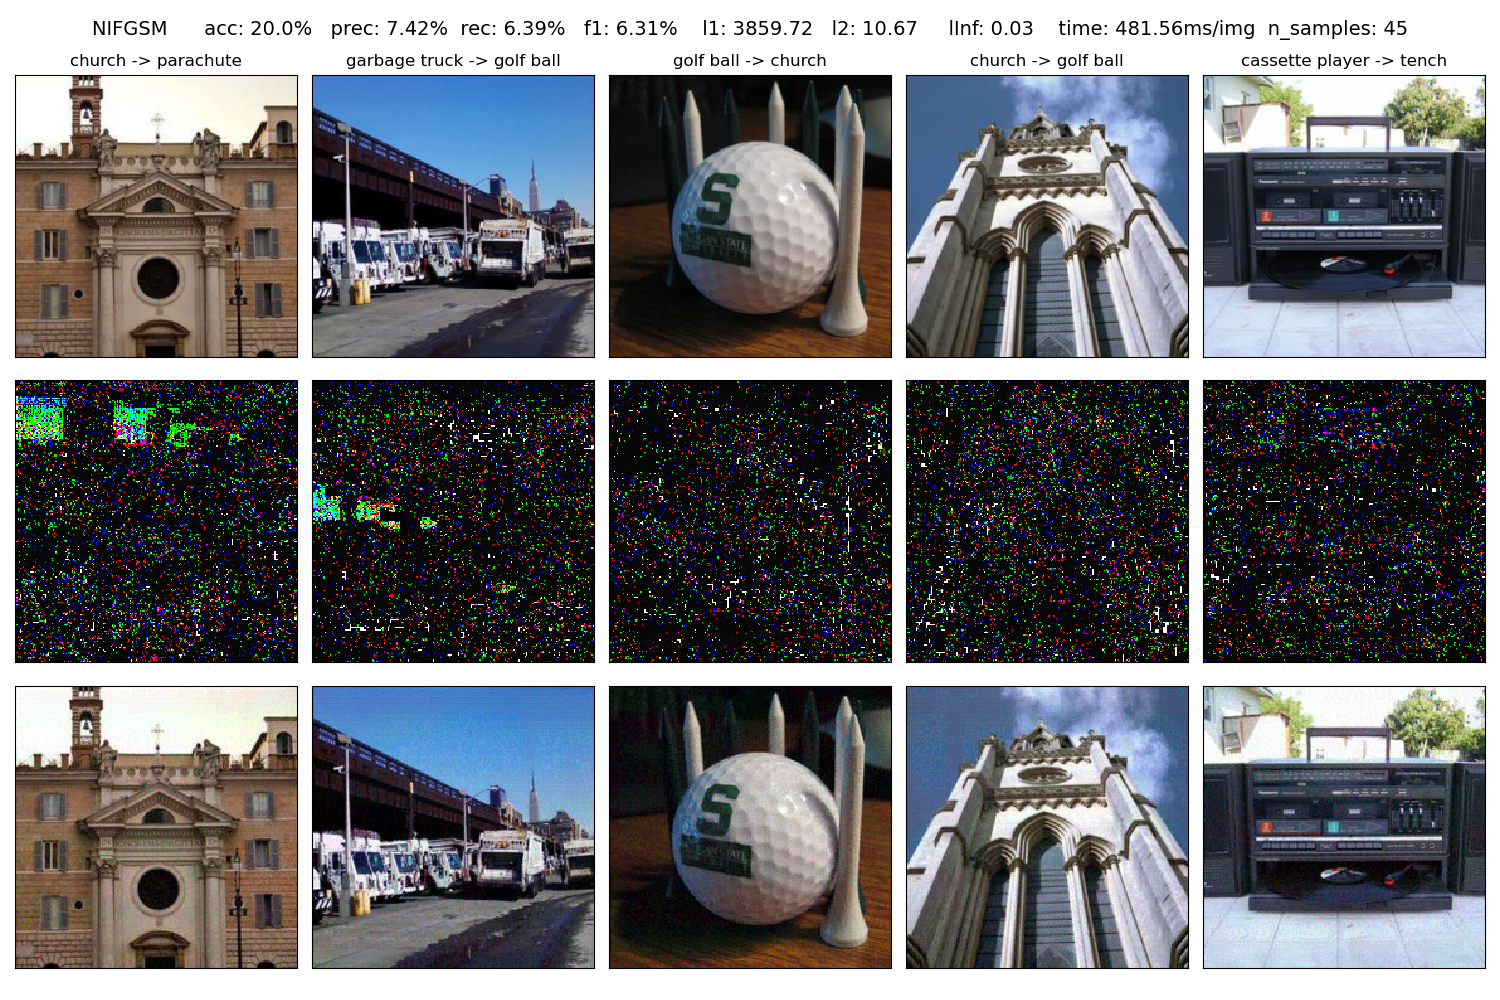 NIFGSM acc: 20.0% prec: 7.42% rec: 6.39% f1: 6.31% l1: 3859.72 l2: 10.67 lInf: 0.03 time: 481.56ms/img n_samples: 45
church -> parachute
garbage truck -> golf ball
golf ball -> church
church -> golf ball
cassette player -> tench
S
S